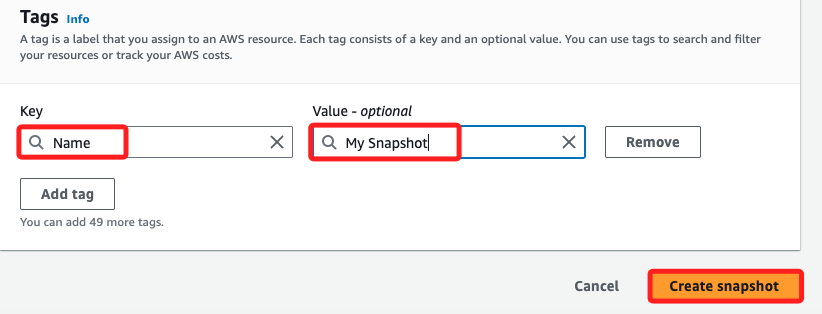 Tags Info
A tag is a label that you assign to an AWS resource. Each tag consists of a key and an optional value. You can use tags to search and filter
your resources or track your AWS costs.
Key
Value - optional
Name
My Snapshot
Remove
Add tag
You can add 49 more tags.
Cancel
Create snapshot